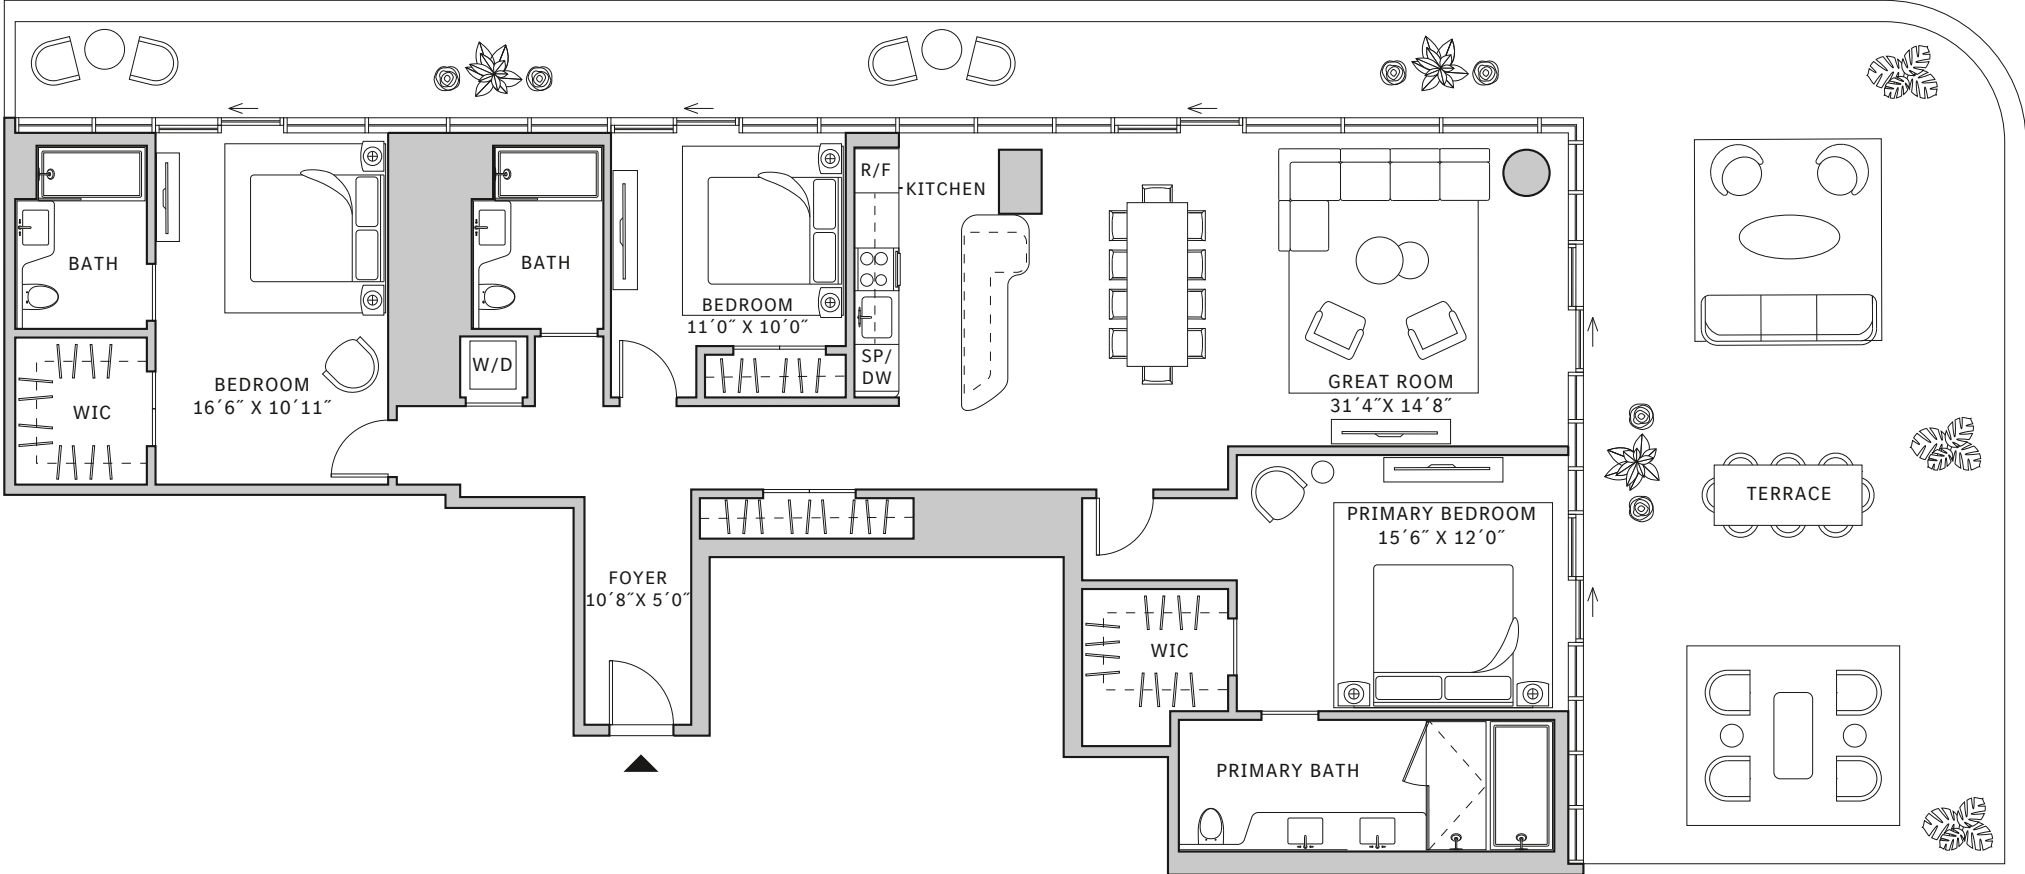 R/F
KITCHEN
BATH
BATH
BEDROOM
11´0˝ X 10´0˝
W/D
SP/
DW
BEDROOM
16´6˝ X 10´11˝
WIC
GREAT ROOM
31´4˝X 14´8˝
TERRACE
PRIMARY BEDROOM
15´6˝ X 12´0˝
FOYER
10´8˝X 5´0˝
WIC
PRIMARY BATH